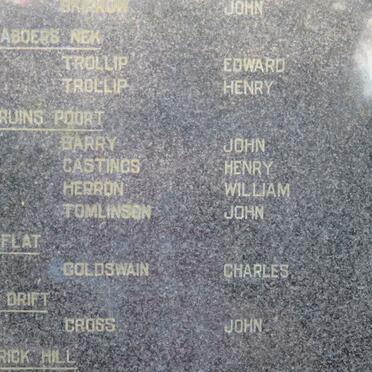 BRIRROW JOHN
ABOERS NEK
TROLLIP EDWARD
TROLLIP HENRY
RUINS POORT
BARRY JOHN
CASTINGS HENRY
HERRON WILLIAM
TOMLINSON JOHN
FLAT
GOLDSWAIN CHARLES
DRIFT
CROSS JOHN
RICK HILL